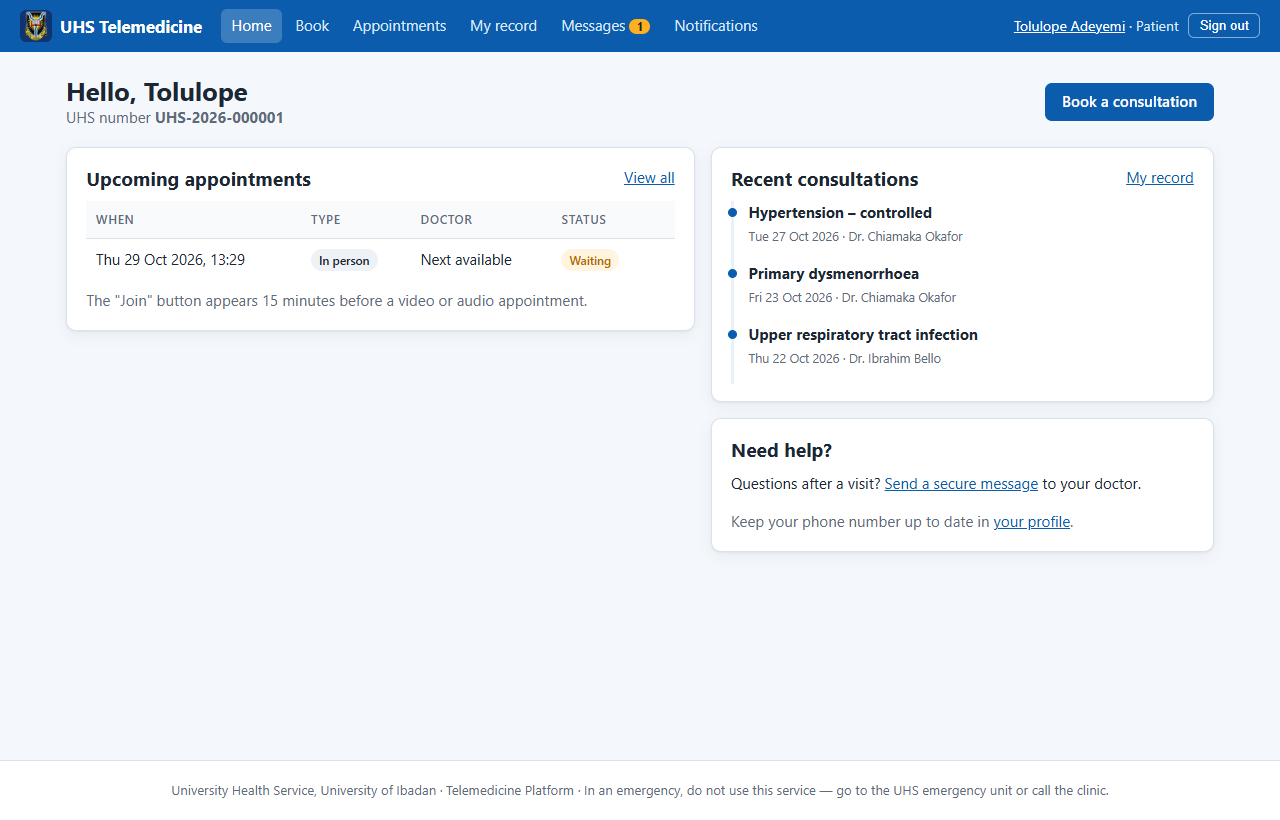 UHS Telemedicine Home Book Appointments My record Messages 1 Notifications Tolulope Adeyemi · Patient Sign out
Hello, Tolulope
UHS number UHS-2026-000001
Book a consultation
Upcoming appointments View all
WHEN TYPE DOCTOR STATUS
Thu 29 Oct 2026, 13:29 In person Next available Waiting
The "Join" button appears 15 minutes before a video or audio appointment.
Recent consultations My record
Hypertension – controlled
Tue 27 Oct 2026 · Dr. Chiamaka Okafor
Primary dysmenorrhoea
Fri 23 Oct 2026 · Dr. Chiamaka Okafor
Upper respiratory tract infection
Thu 22 Oct 2026 · Dr. Ibrahim Bello
Need help?
Questions after a visit? Send a secure message to your doctor.
Keep your phone number up to date in your profile.
University Health Service, University of Ibadan · Telemedicine Platform · In an emergency, do not use this service — go to the UHS emergency unit or call the clinic.